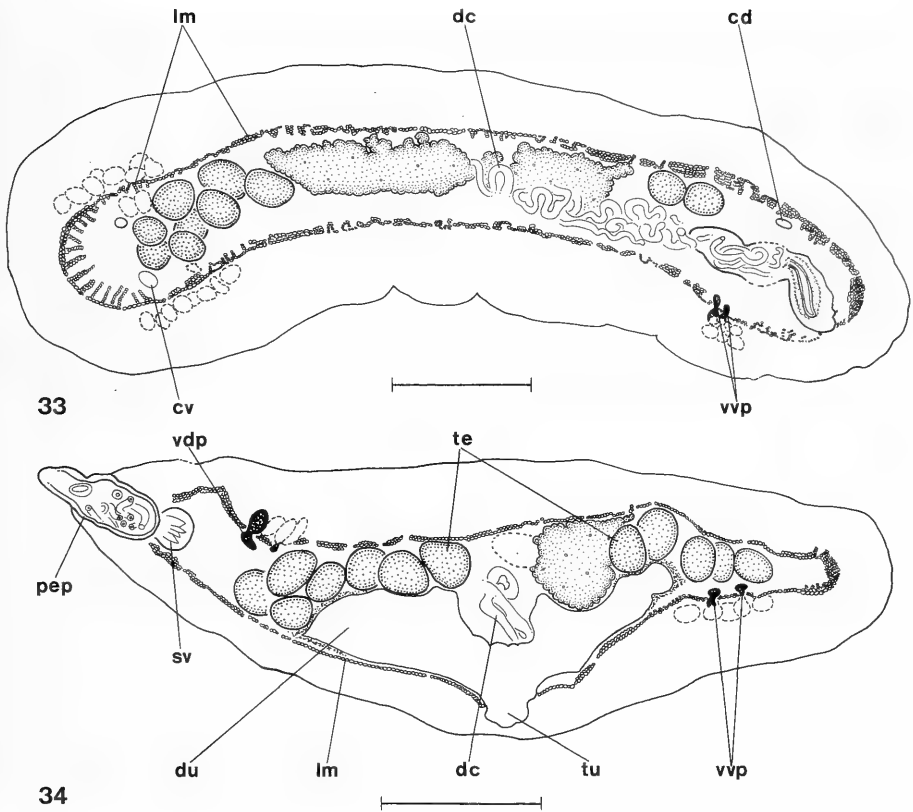 lm dc cd
33 cv vvp
vdp te
pep
sv
du lm dc tu vvp
34